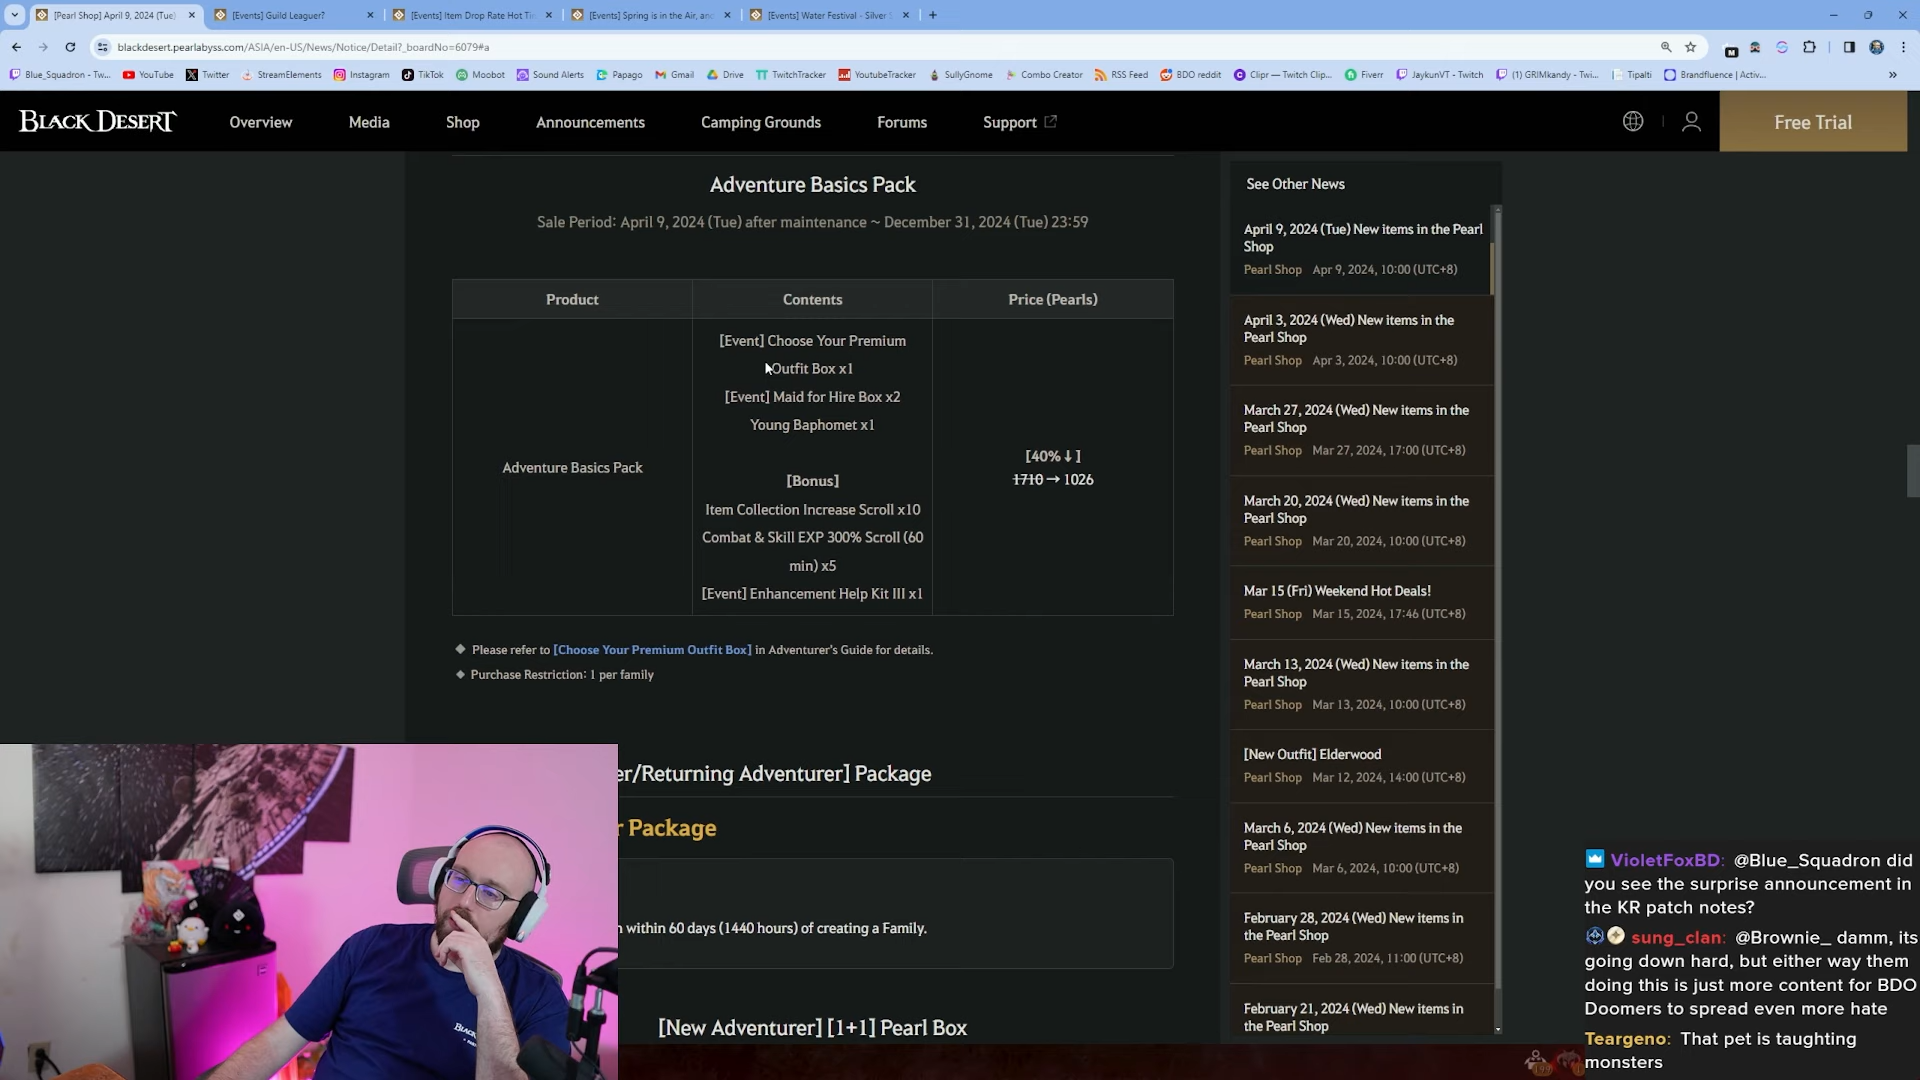 [Pearl Shop] April 9, 2024 (Tue)
[Events] Guild Leaguer?
[Events] Item Drop Rate Hot Ti
[Events] Spring is in the Air, an
[Events] Water Festival - Silver
blackdesert.pearlabyss.com/ASIA/en-US/News/Notice/Detail?_boardNo=6079#a
Blue_Squadron - Tw...
YouTube
Twitter
StreamElements
Instagram
TikTok
Moobot
Sound Alerts
Papago
Gmail
Drive
TwitchTracker
YoutubeTracker
SullyGnome
Combo Creator
RSS Feed
BDO reddit
Clipr — Twitch Clip...
Fiverr
JaykunVT - Twitch
(1) GRIMkandy - Twi...
Tipalti
Brandfluence | Activ...
BLACK DESERT
Overview
Media
Shop
Announcements
Camping Grounds
Forums
Support
Free Trial
Adventure Basics Pack
Sale Period: April 9, 2024 (Tue) after maintenance ~ December 31, 2024 (Tue) 23:59
Product
Contents
Price (Pearls)
Adventure Basics Pack
[Event] Choose Your Premium
Outfit Box x1
[Event] Maid for Hire Box x2
Young Baphomet x1
[Bonus]
Item Collection Increase Scroll x10
Combat & Skill EXP 300% Scroll (60
min) x5
[Event] Enhancement Help Kit III x1
[40%↓]
1710 → 1026
◆ Please refer to [Choose Your Premium Outfit Box] in Adventurer's Guide for details.
◆ Purchase Restriction: 1 per family
er/Returning Adventurer] Package
r Package
n within 60 days (1440 hours) of creating a Family.
[New Adventurer] [1+1] Pearl Box
See Other News
April 9, 2024 (Tue) New items in the Pearl
Shop
Pearl Shop Apr 9, 2024, 10:00 (UTC+8)
April 3, 2024 (Wed) New items in the
Pearl Shop
Pearl Shop Apr 3, 2024, 10:00 (UTC+8)
March 27, 2024 (Wed) New items in the
Pearl Shop
Pearl Shop Mar 27, 2024, 17:00 (UTC+8)
March 20, 2024 (Wed) New items in the
Pearl Shop
Pearl Shop Mar 20, 2024, 10:00 (UTC+8)
Mar 15 (Fri) Weekend Hot Deals!
Pearl Shop Mar 15, 2024, 17:46 (UTC+8)
March 13, 2024 (Wed) New items in the
Pearl Shop
Pearl Shop Mar 13, 2024, 10:00 (UTC+8)
[New Outfit] Elderwood
Pearl Shop Mar 12, 2024, 14:00 (UTC+8)
March 6, 2024 (Wed) New items in the
Pearl Shop
Pearl Shop Mar 6, 2024, 10:00 (UTC+8)
February 28, 2024 (Wed) New items in
the Pearl Shop
Pearl Shop Feb 28, 2024, 11:00 (UTC+8)
February 21, 2024 (Wed) New items in
the Pearl Shop
VioletFoxBD: @Blue_Squadron did
you see the surprise announcement in
the KR patch notes?
sung_clan: @Brownie_ damm, its
going down hard, but either way them
doing this is just more content for BDO
Doomers to spread even more hate
Teargeno: That pet is taughting
monsters